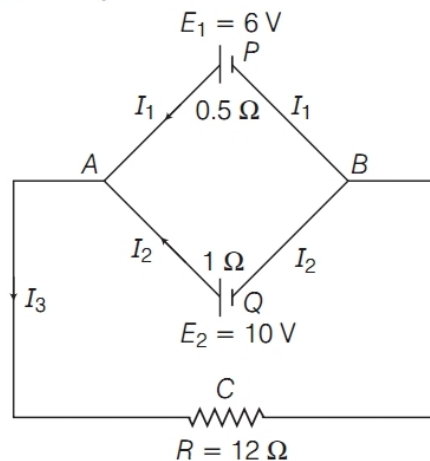 E₁ = 6 V
P
I₁
0.5 Ω
I₁
A
B
I₂
1 Ω
I₂
I₃
Q
E₂ = 10 V
C
R = 12 Ω